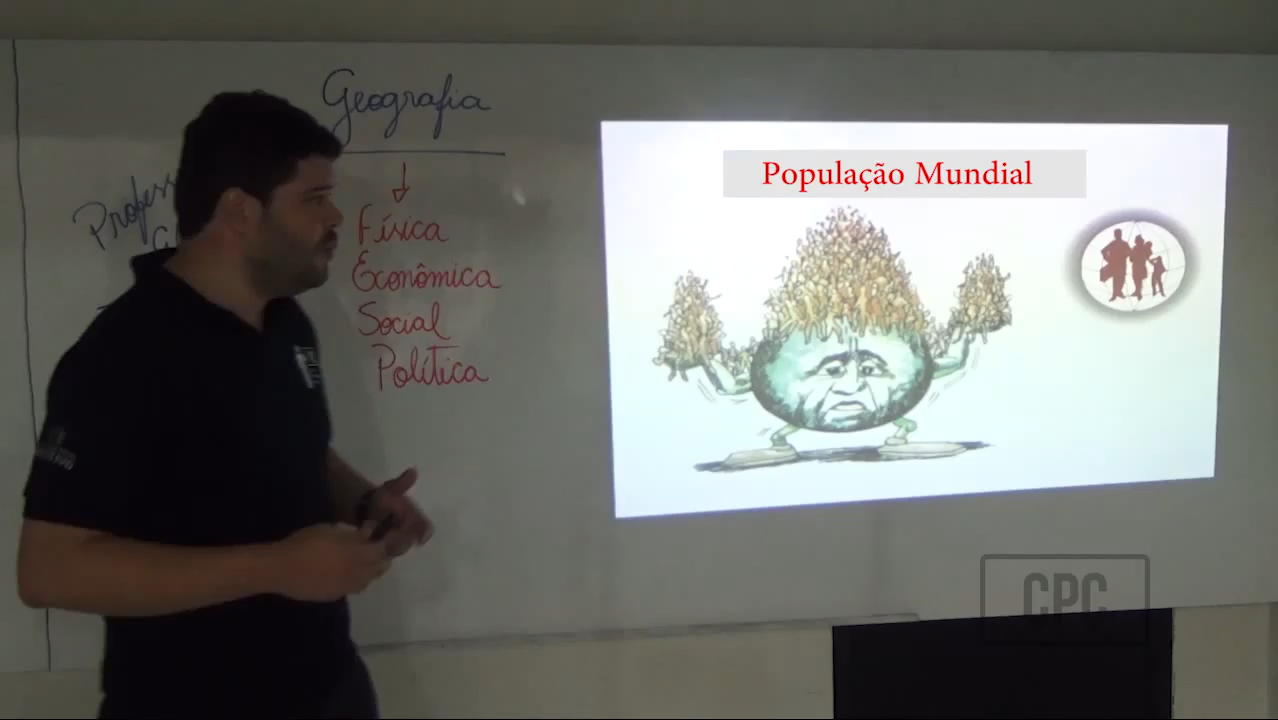 Geografia
Física
Econômica
Social
Política
População Mundial
CPC